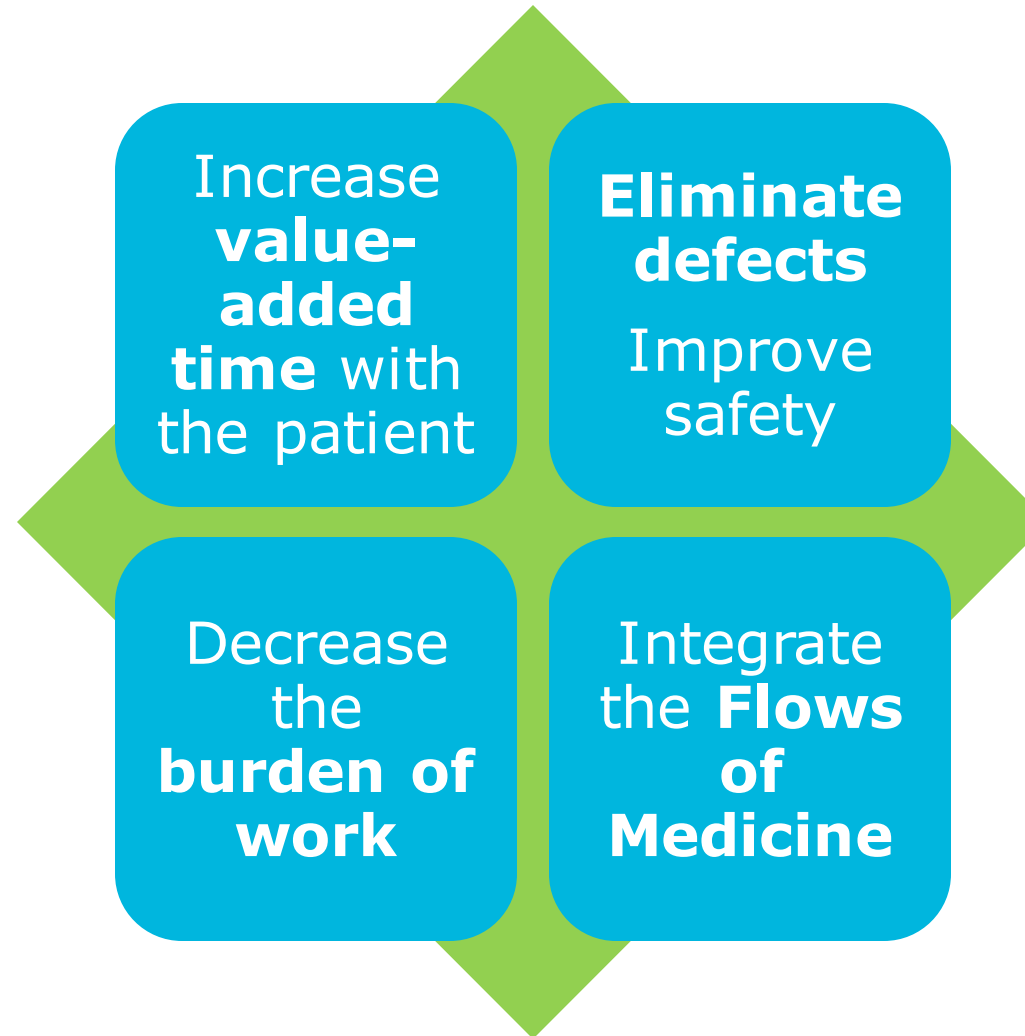 Increase
value-
added
time with
the patient
Eliminate
defects
Improve
safety
Decrease
the
burden of
work
Integrate
the Flows
of
Medicine